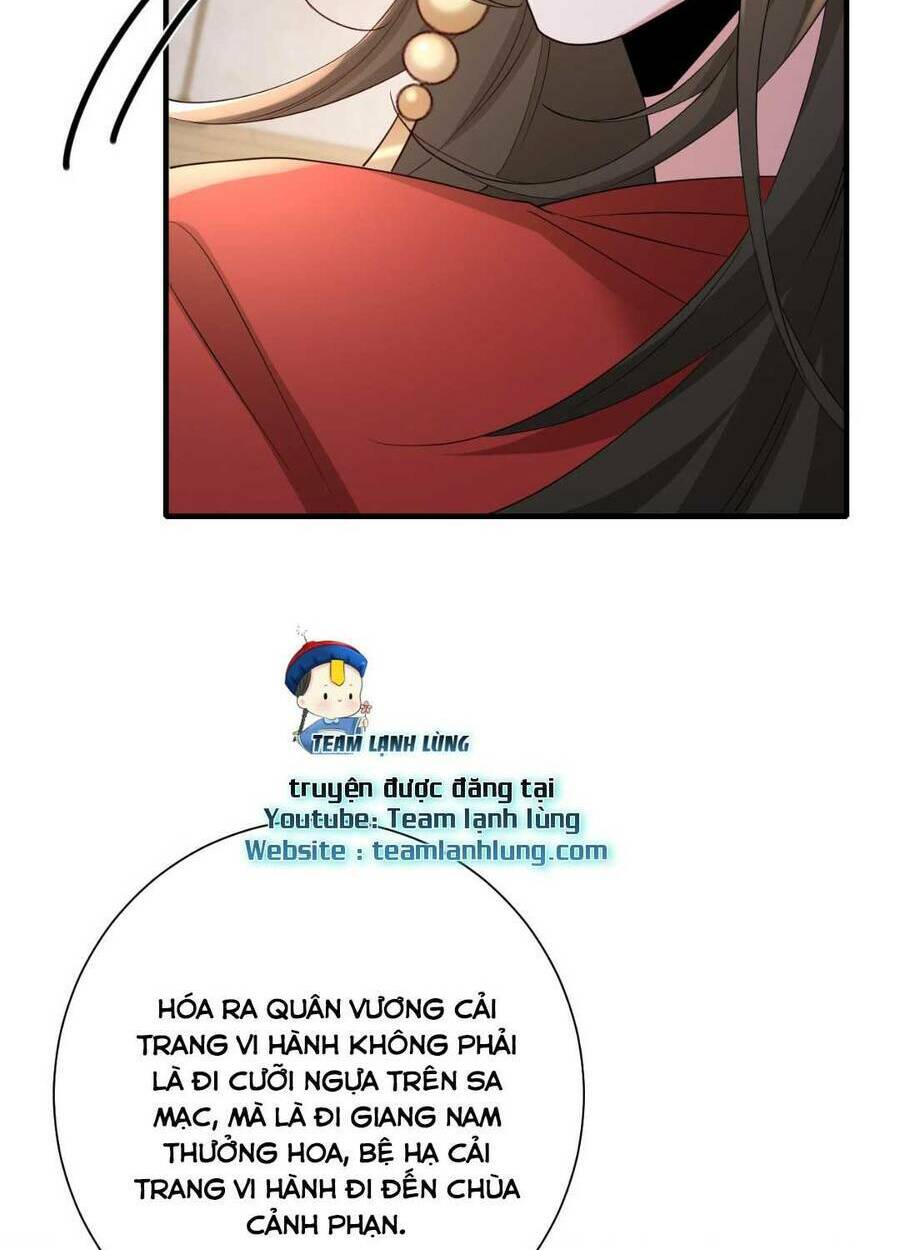 TEAM LẠNH LÙNG
truyện được đăng tại
Youtube: Team lạnh lùng
Website : teamlanhlung.com
HÓA RA QUÂN VƯƠNG CẢI
TRANG VI HÀNH KHÔNG PHẢI
LÀ ĐI CƯỠI NGỰA TRÊN SA
MẠC, MÀ LÀ ĐI GIANG NAM
THƯỞNG HOA, BỆ HẠ CẢI
TRANG VI HÀNH ĐI ĐẾN CHÙA
CẢNH PHẠN.